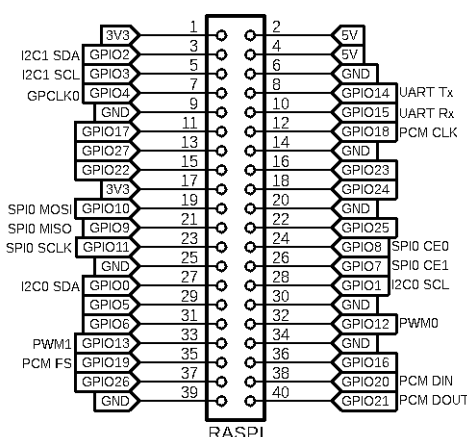 3V3 1 2 5V
I2C1 SDA GPIO2 3 4 5V
I2C1 SCL GPIO3 5 6 GND
GPCLK0 GPIO4 7 8 GPIO14 UART Tx
GND 9 10 GPIO15 UART Rx
GPIO17 11 12 GPIO18 PCM CLK
GPIO27 13 14 GND
GPIO22 15 16 GPIO23
3V3 17 18 GPIO24
SPI0 MOSI GPIO10 19 20 GND
SPI0 MISO GPIO9 21 22 GPIO25
SPI0 SCLK GPIO11 23 24 GPIO8 SPI0 CE0
GND 25 26 GPIO7 SPI0 CE1
I2C0 SDA GPIO0 27 28 GPIO1 I2C0 SCL
GPIO5 29 30 GND
GPIO6 31 32 GPIO12 PWM0
PWM1 GPIO13 33 34 GND
PCM FS GPIO19 35 36 GPIO16
GPIO26 37 38 GPIO20 PCM DIN
GND 39 40 GPIO21 PCM DOUT
RASPI